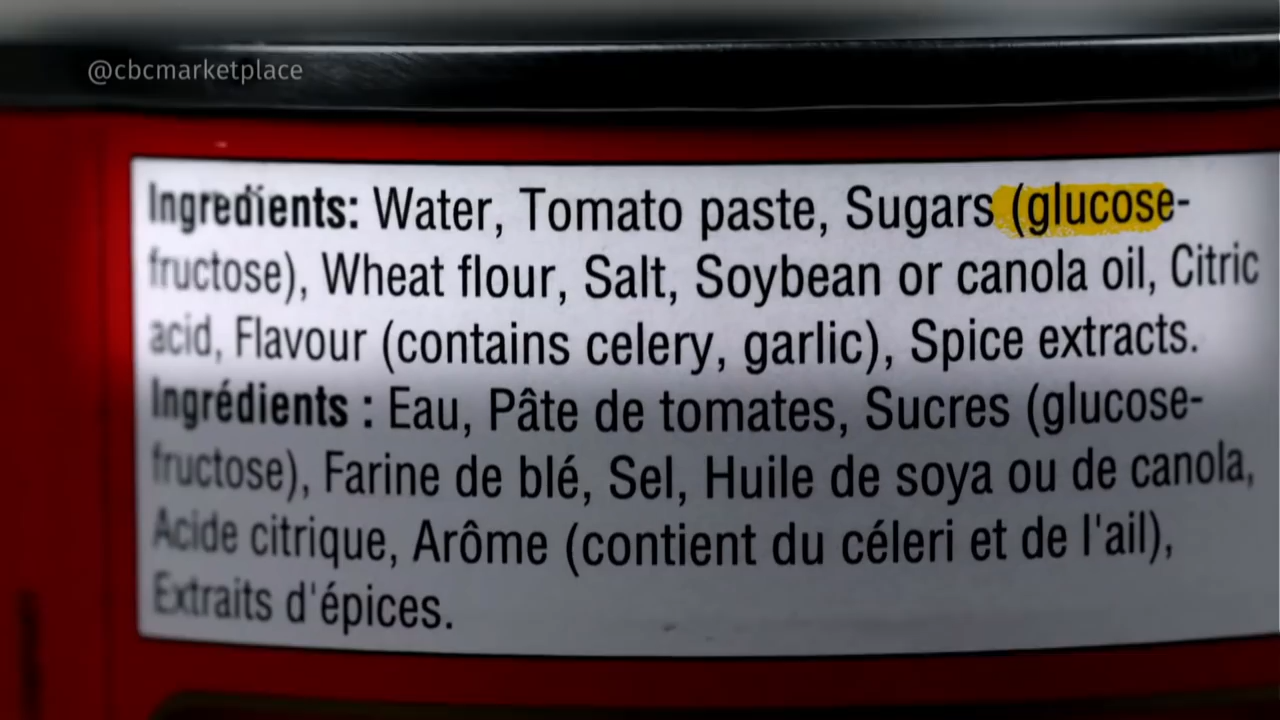 @cbcmarketplace
Ingredients: Water, Tomato paste, Sugars (glucose-
fructose), Wheat flour, Salt, Soybean or canola oil, Citric
acid, Flavour (contains celery, garlic), Spice extracts.
Ingrédients : Eau, Pâte de tomates, Sucres (glucose-
fructose), Farine de blé, Sel, Huile de soya ou de canola,
Acide citrique, Arôme (contient du céleri et de l'ail),
Extraits d'épices.